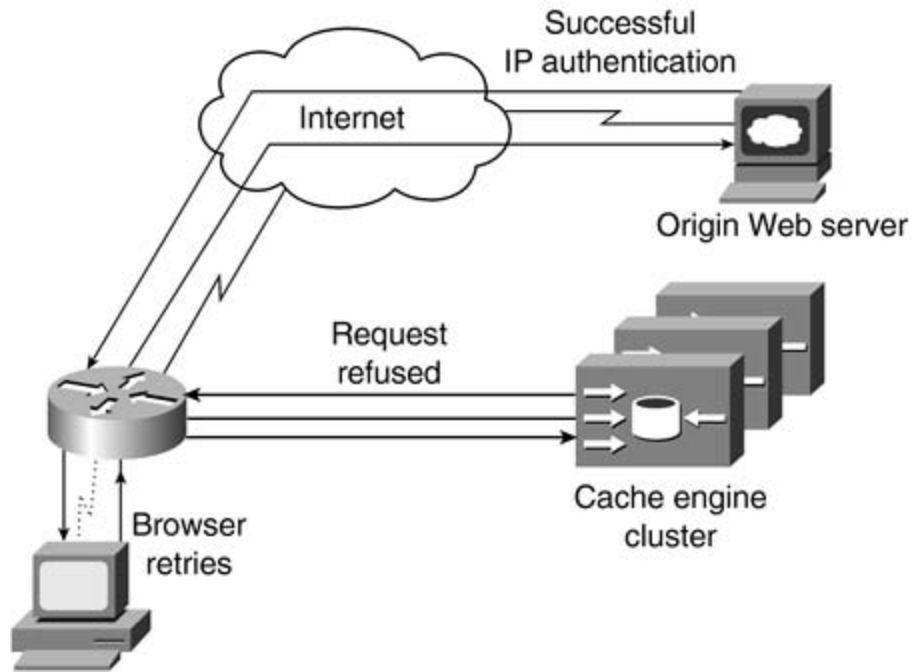 Successful
IP authentication
Internet
Origin Web server
Request
refused
Cache engine
cluster
Browser
retries